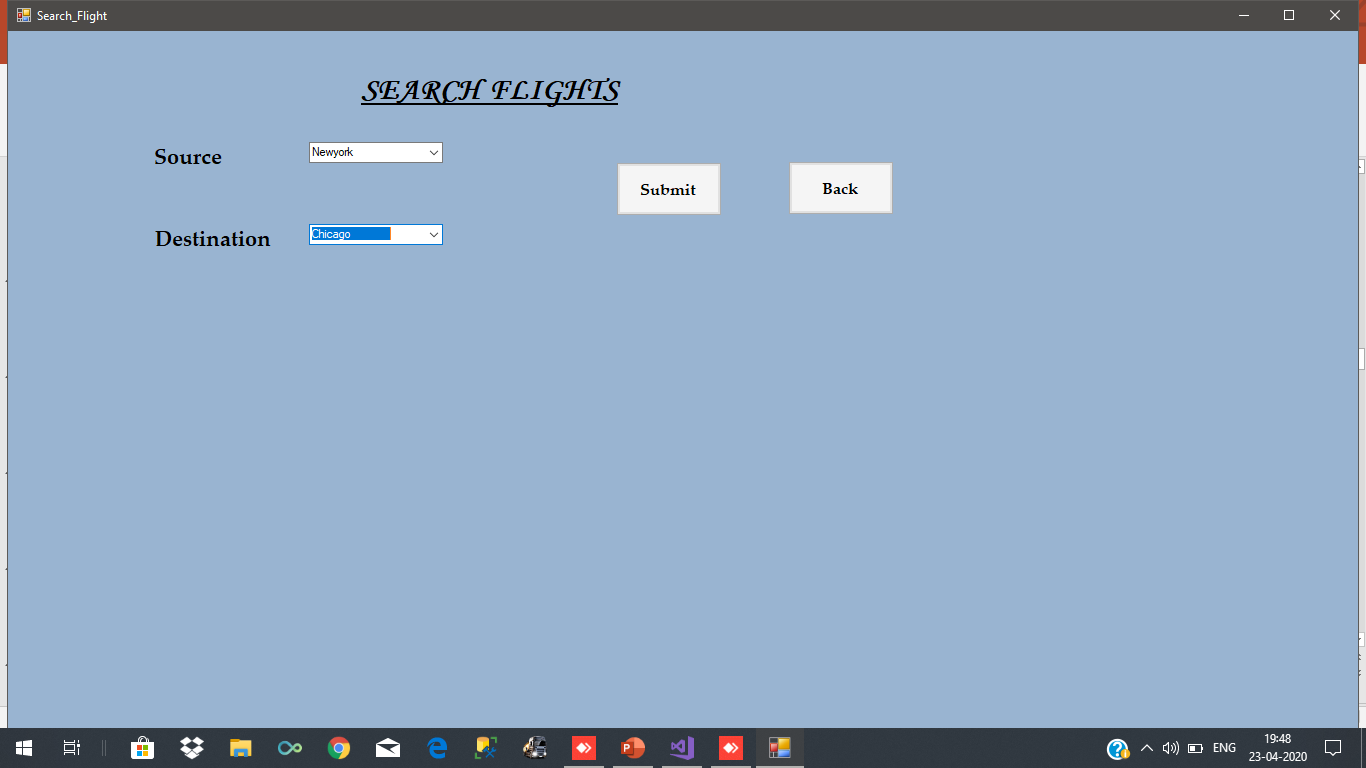 Search_Flight
SEARCH FLIGHTS
Source
Newyork
Submit
Back
Destination
Chicago
P
ENG
19:48
23-04-2020